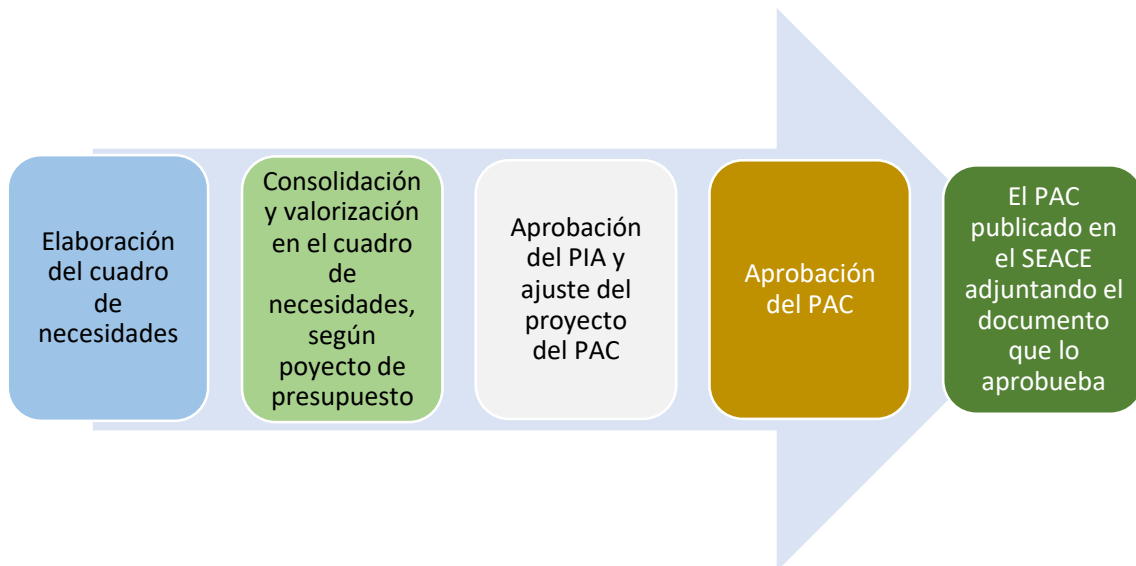 Elaboración
del cuadro
de
necesidades
Consolidación
y valorización
en el cuadro
de
necesidades,
según
poyecto de
presupuesto
Aprobación
del PIA y
ajuste del
proyecto
del PAC
Aprobación
del PAC
El PAC
publicado en
el SEACE
adjuntando el
documento
que lo
aprobueba